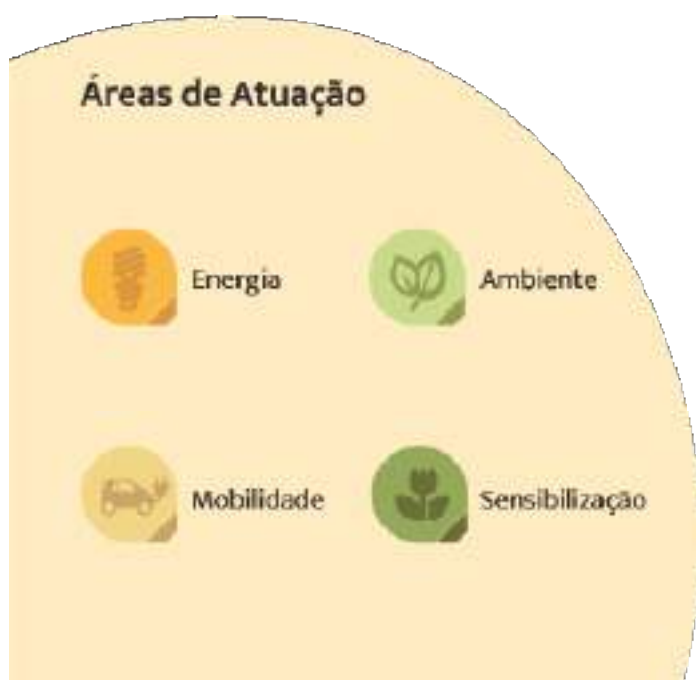 Áreas de Atuação
Energia
Ambiente
Mobilidade
Sensibilização